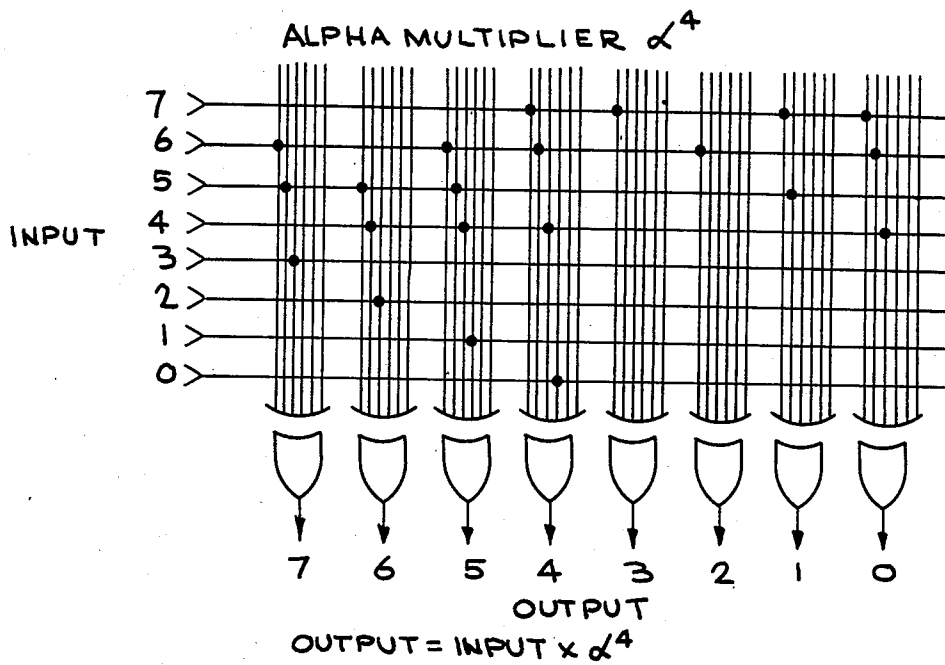 ALPHA MULTIPLIER α⁴
7
6
5
4
INPUT
3
2
1
0
7 6 5 4 3 2 1 0
OUTPUT
OUTPUT = INPUT × α⁴